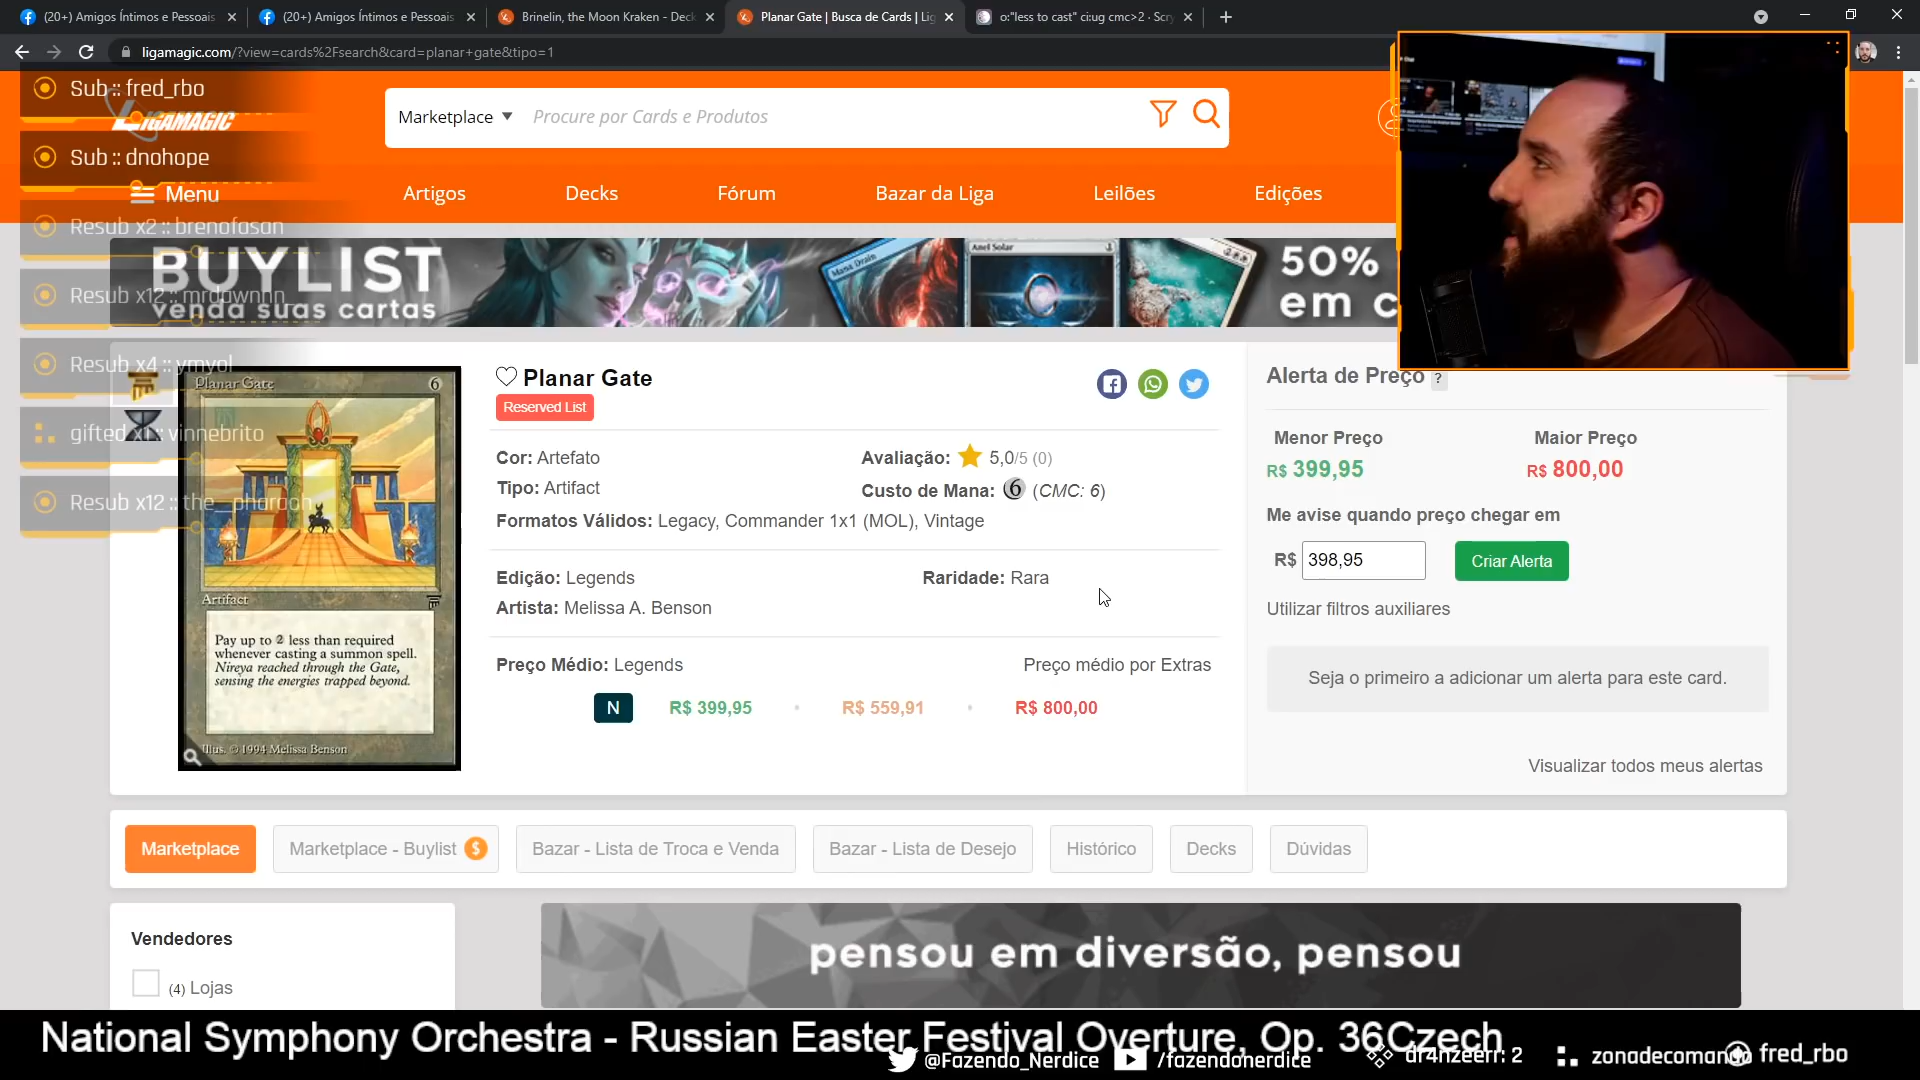 (20+) Amigos Íntimos e Pessoais
(20+) Amigos Íntimos e Pessoais
Brinelin, the Moon Kraken - Deck
Planar Gate | Busca de Cards | Lig
o:"less to cast" ci:ug cmc>2 · Scry
ligamagic.com/?view=cards%2Fsearch&card=planar+gate&tipo=1
Sub :: fred_rbo
LIGAMAGIC
Sub :: dnohope
Menu
Resub x2 :: brenofasan
Resub x12 :: mrdawnnn
Resub x4 :: ymyol
gifted x1 :: vinnebrito
Resub x12 :: the__pharaoh
Marketplace
Procure por Cards e Produtos
Artigos
Decks
Fórum
Bazar da Liga
Leilões
Edições
BUYLIST
venda suas cartas
Mana Drain
Anel Solar
50%
em c
Planar Gate
6
Artifact
Pay up to 2 less than required
whenever casting a summon spell.
Nireya reached through the Gate,
sensing the energies trapped beyond.
Illus. © 1994 Melissa Benson
Planar Gate
Reserved List
Cor: Artefato
Avaliação: 5,0/5 (0)
Tipo: Artifact
Custo de Mana: 6 (CMC: 6)
Formatos Válidos: Legacy, Commander 1x1 (MOL), Vintage
Edição: Legends
Raridade: Rara
Artista: Melissa A. Benson
Preço Médio: Legends
Preço médio por Extras
N
R$ 399,95
R$ 559,91
R$ 800,00
Alerta de Preço ?
Menor Preço
Maior Preço
R$ 399,95
R$ 800,00
Me avise quando preço chegar em
R$ 398,95
Criar Alerta
Utilizar filtros auxiliares
Seja o primeiro a adicionar um alerta para este card.
Visualizar todos meus alertas
Marketplace
Marketplace - Buylist $
Bazar - Lista de Troca e Venda
Bazar - Lista de Desejo
Histórico
Decks
Dúvidas
Vendedores
(4) Lojas
pensou em diversão, pensou
National Symphony Orchestra - Russian Easter Festival Overture, Op. 36Czech
@Fazendo_Nerdice
/fazendonerdice
dr4nzeerr: 2
zonadecomando
fred_rbo